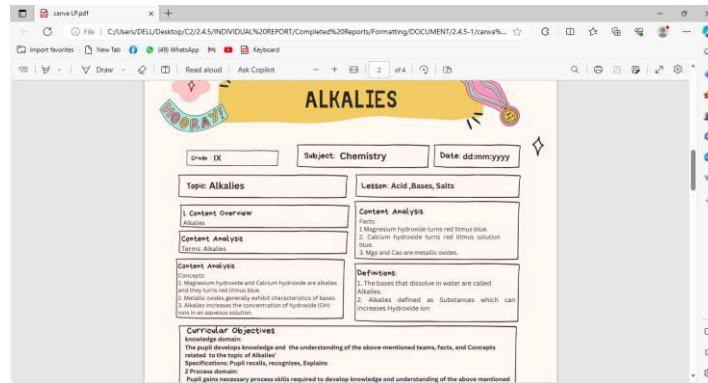 canva LP.pdf
File | C:/Users/DELL/Desktop/C2/2.4.5/INDIVIDUAL%20REPORT/Completed%20Reports/Formatting/DOCUMENT/2.4.5-1/canva%...
Import favorites New Tab (49) WhatsApp Keyboard
Draw Read aloud Ask Copilot 2 of 4
HOORAY!
ALKALIES
Grade: IX
Subject: Chemistry
Date: dd:mm:yyyy
Topic: Alkalies
Lesson: Acid ,Bases, Salts
1. Content Overview
Alkalies
Content Analysis
Terms: Alkalies
Content Analysis
Facts:
1 Magnesium hydroxide turns red litmus blue.
2. Calcium hydroxide turns red litmus solution
blue.
3. Mgo and Cao are metallic oxides.
Content Analysis
Concepts:
1. Magnesium hydroxide and Calcium hydroxide are alkalies
and they turns red litmus blue.
2. Metallic oxides generally exhibit characteristics of bases.
3. Alkalies increases the concentration of hydroxide (OH)
ions in an aqueous solution.
Definitions:
1. The bases that dissolve in water are called
Alkalies.
2. Alkalies defined as Substances which can
increases Hydroxide ion
Curricular Objectives
knowledge domain:
The pupil develops knowledge and the understanding of the above-mentioned teams, facts, and Concepts
related to the topic of Alkalies'
Specifications: Pupil recalls, recognizes, Explains
2 Process domain:
Pupil gains necessary process skills required to develop knowledge and understanding of the above mentioned